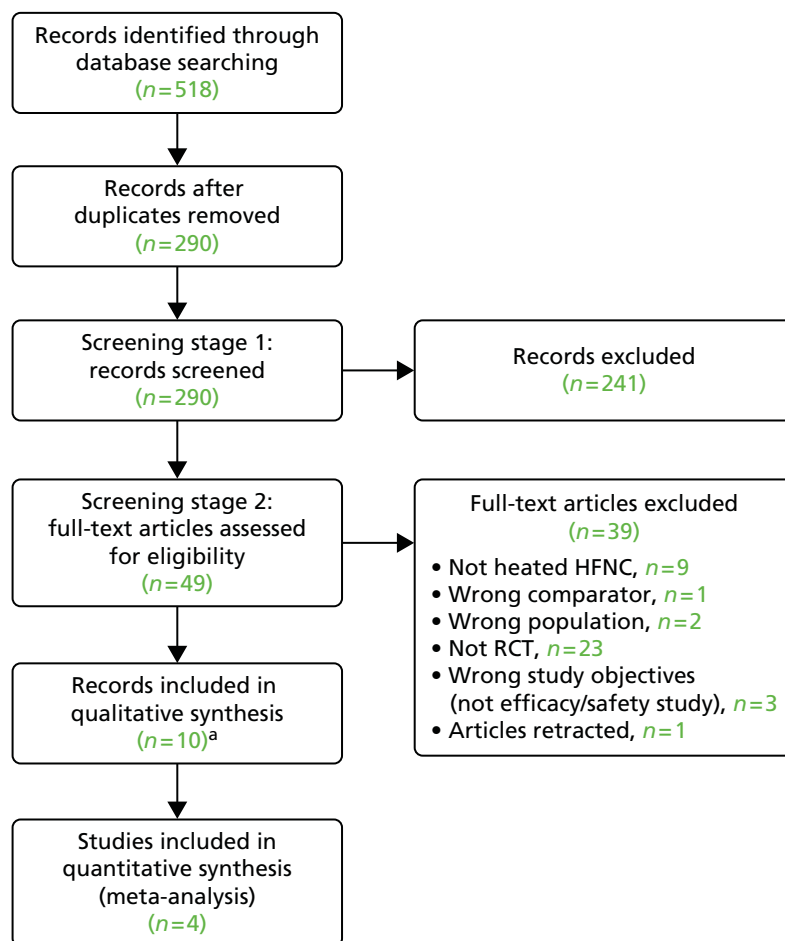 Records identified through
database searching
(n=518)
Records after
duplicates removed
(n=290)
Screening stage 1:
records screened
(n=290)
Records excluded
(n=241)
Screening stage 2:
full-text articles assessed
for eligibility
(n=49)
Full-text articles excluded
(n=39)
• Not heated HFNC, n=9
• Wrong comparator, n=1
• Wrong population, n=2
• Not RCT, n=23
• Wrong study objectives
(not efficacy/safety study), n=3
• Articles retracted, n=1
Records included in
qualitative synthesis
(n=10)a
Studies included in
quantitative synthesis
(meta-analysis)
(n=4)